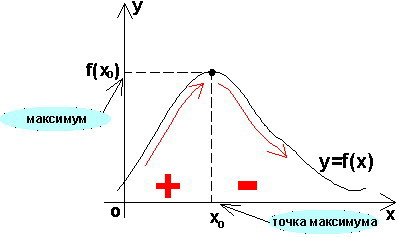 y
f(x₀)
максимум
y=f(x)
+ -
o
x₀
точка максимума
x